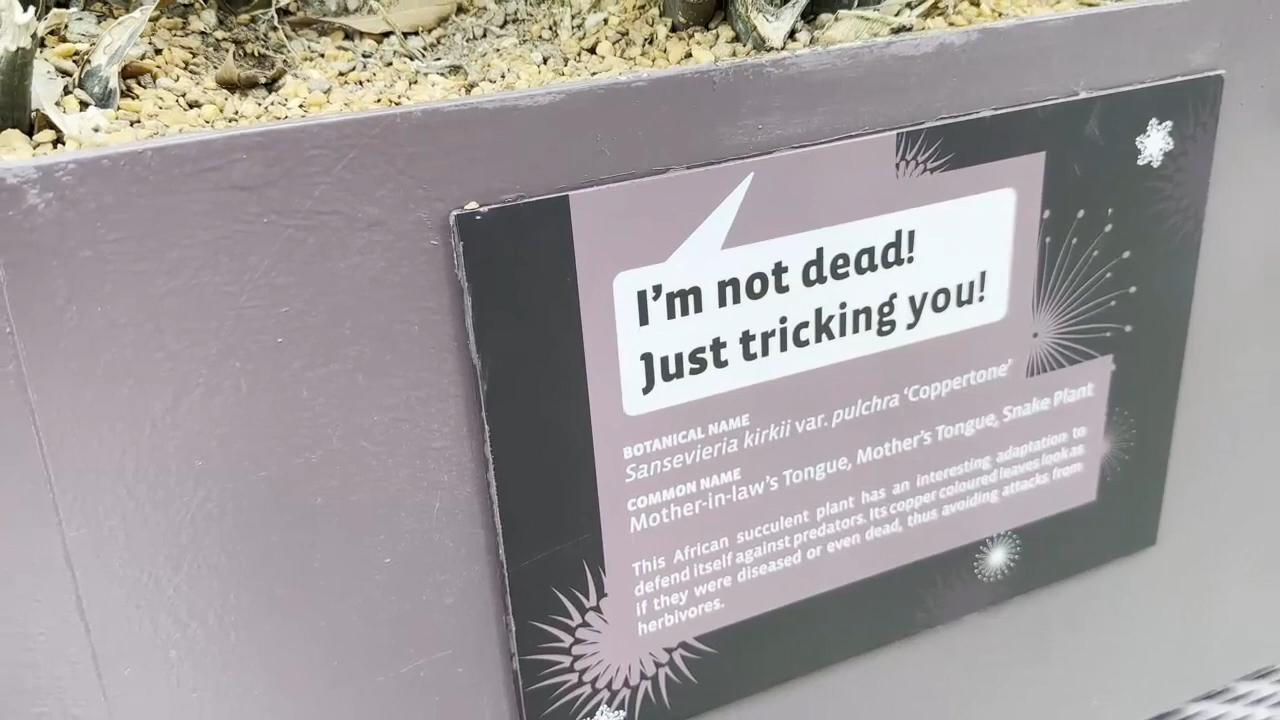 I'm not dead!
Just tricking you!
BOTANICAL NAME
Sansevieria kirkii var. pulchra ‘Coppertone’
COMMON NAME
Mother-in-law's Tongue, Mother's Tongue, Snake Plant
This African succulent plant has an interesting adaptation to
defend itself against predators. Its copper coloured leaves look as
if they were diseased or even dead, thus avoiding attacks from
herbivores.